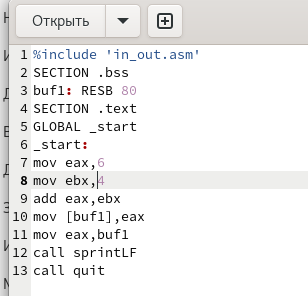 Открыть
1 %include 'in_out.asm'
2 SECTION .bss
3 buf1: RESB 80
4 SECTION .text
5 GLOBAL _start
6 _start:
7 mov eax,6
8 mov ebx,4
9 add eax,ebx
10 mov [buf1],eax
11 mov eax,buf1
12 call sprintLF
13 call quit